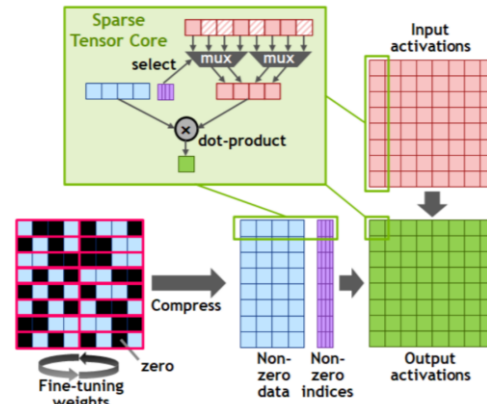 Sparse
Tensor Core
Input
activations
mux
mux
select
×
dot-product
Compress
zero
Fine-tuning
weights
Non-
zero
data
Non-
zero
indices
Output
activations